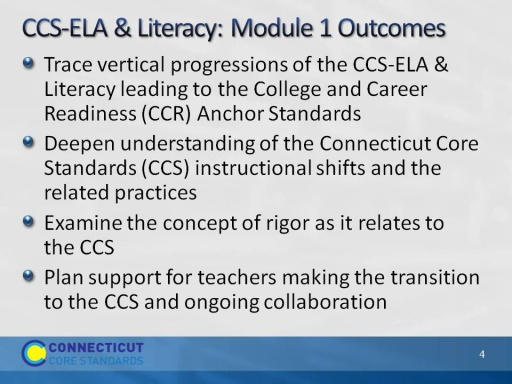 CCS-ELA & Literacy: Module 1 Outcomes
Trace vertical progressions of the CCS-ELA &
Literacy leading to the College and Career
Readiness (CCR) Anchor Standards
Deepen understanding of the Connecticut Core
Standards (CCS) instructional shifts and the
related practices
Examine the concept of rigor as it relates to
the CCS
Plan support for teachers making the transition
to the CCS and ongoing collaboration
CONNECTICUT
CORE STANDARDS
4